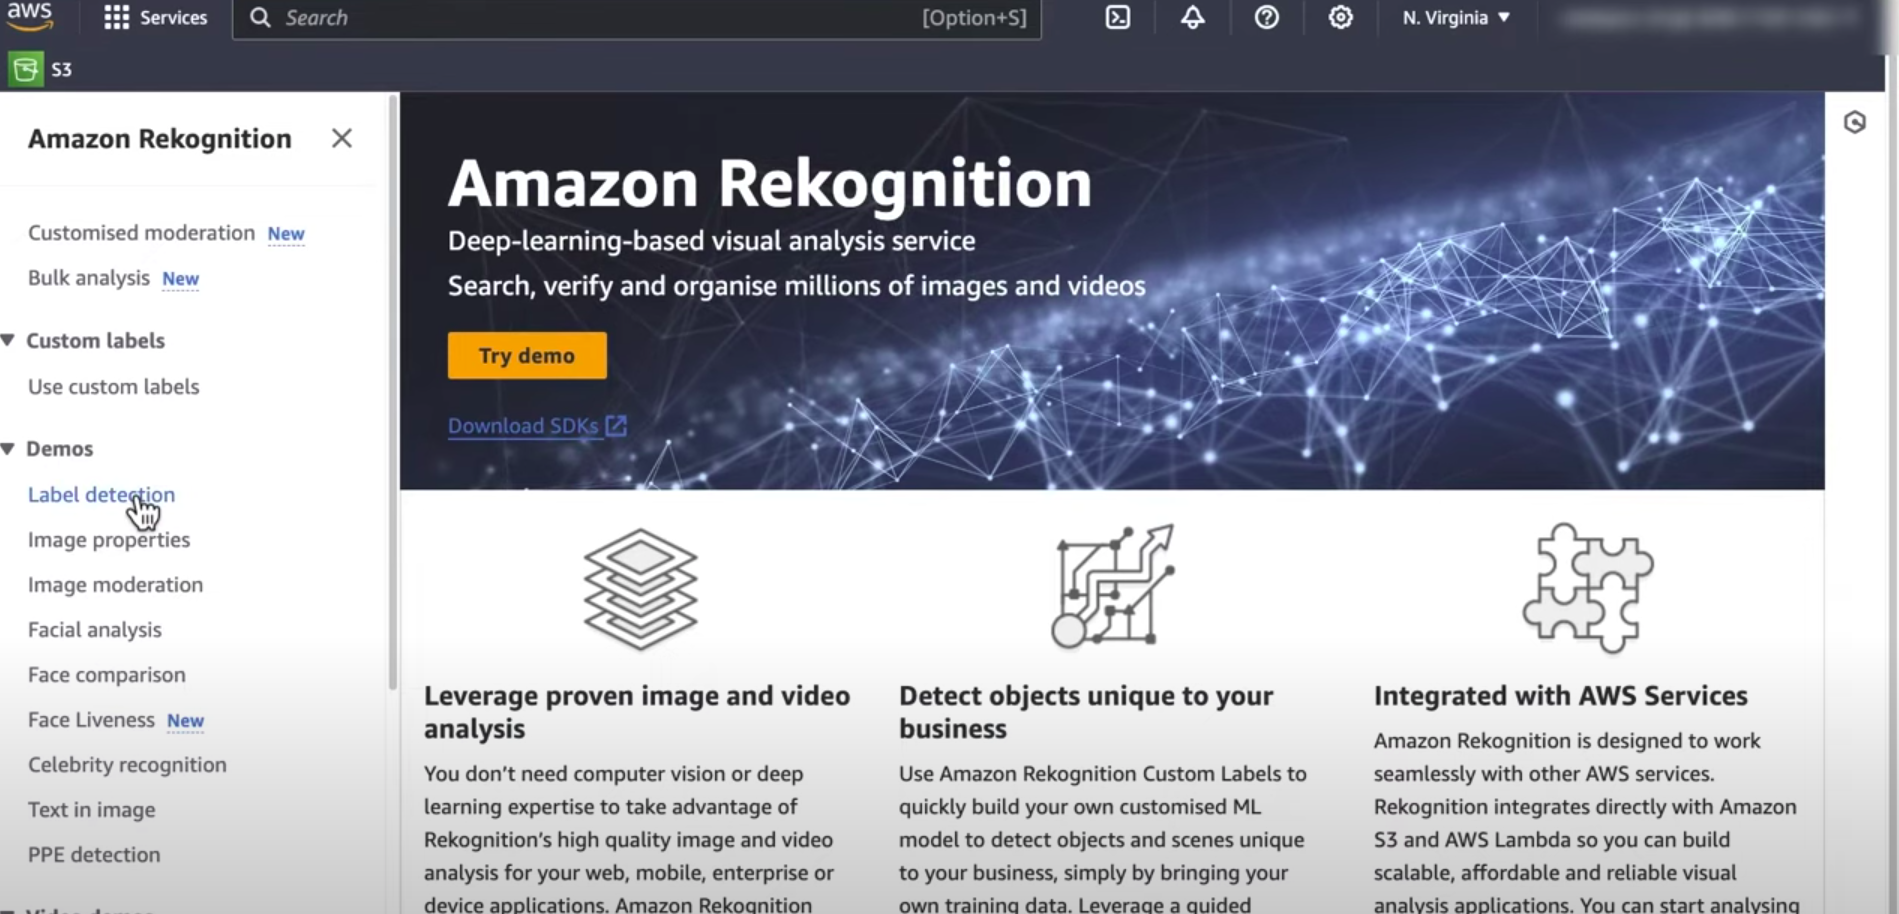 aws
Services
Search
[Option+S]
N. Virginia
S3
Amazon Rekognition
Customised moderation New
Bulk analysis New
Custom labels
Use custom labels
Demos
Label detection
Image properties
Image moderation
Facial analysis
Face comparison
Face Liveness New
Celebrity recognition
Text in image
PPE detection
Video demos
Amazon Rekognition
Deep-learning-based visual analysis service
Search, verify and organise millions of images and videos
Try demo
Download SDKs
Leverage proven image and video
analysis
You don't need computer vision or deep
learning expertise to take advantage of
Rekognition's high quality image and video
analysis for your web, mobile, enterprise or
device applications. Amazon Rekognition
Detect objects unique to your
business
Use Amazon Rekognition Custom Labels to
quickly build your own customised ML
model to detect objects and scenes unique
to your business, simply by bringing your
own training data. Leverage a guided
Integrated with AWS Services
Amazon Rekognition is designed to work
seamlessly with other AWS services.
Rekognition integrates directly with Amazon
S3 and AWS Lambda so you can build
scalable, affordable and reliable visual
analysis applications. You can start analysing